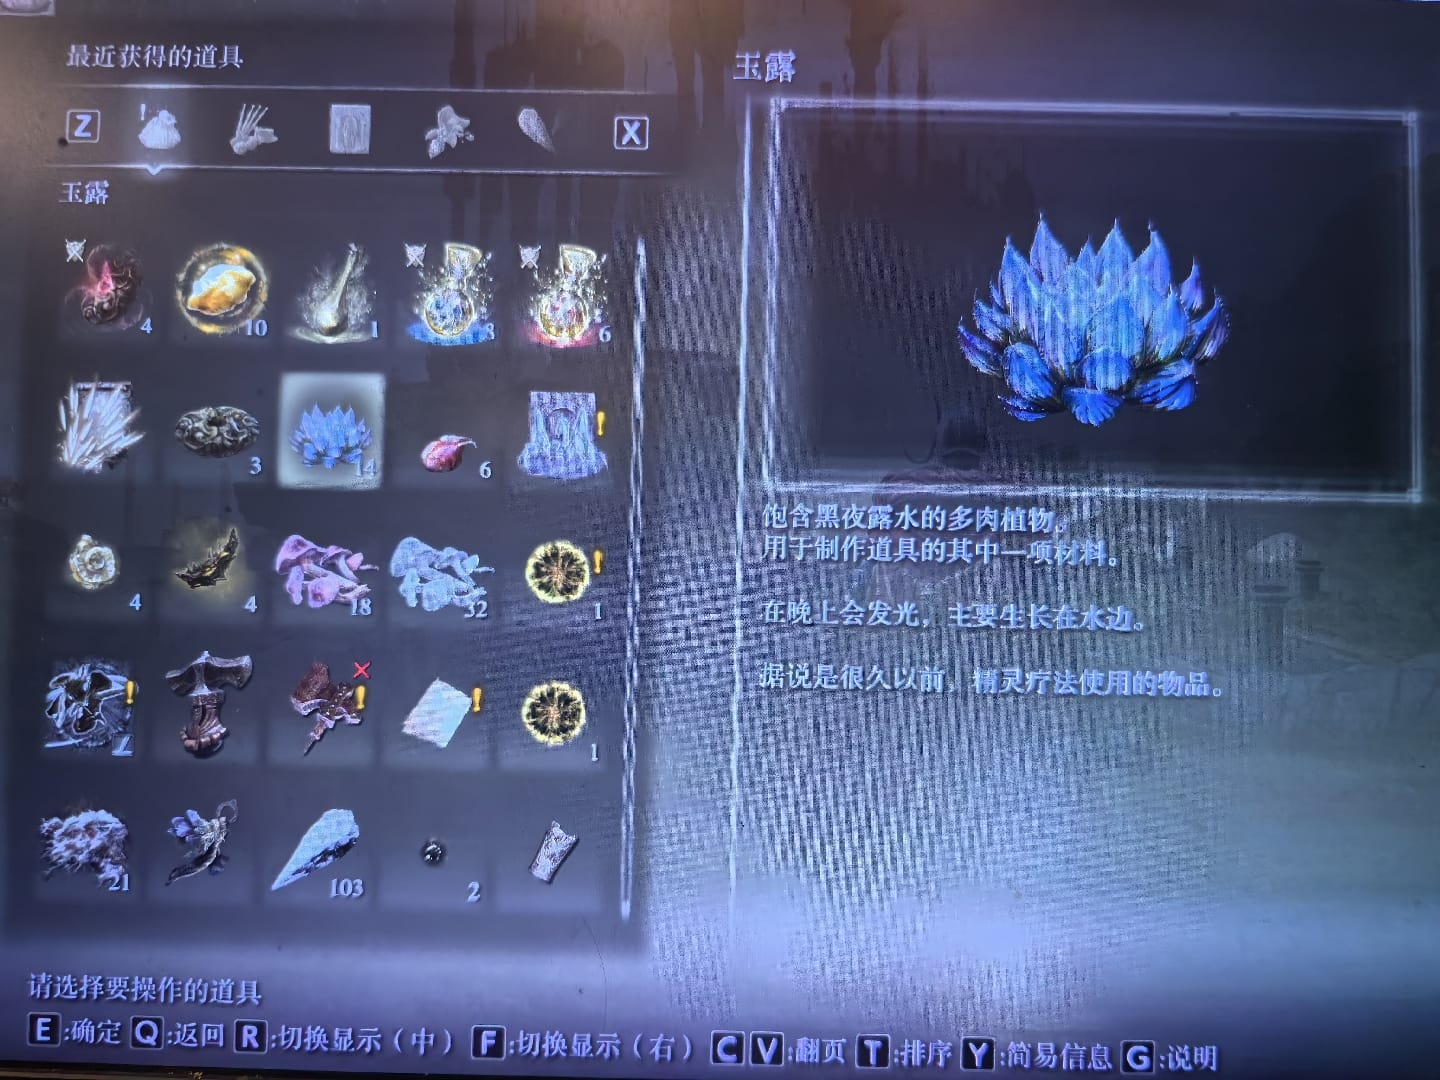 最近获得的道具
玉露
Z
X
玉露
4
10
1
3
6
3
14
6
4
4
18
32
1
1
21
103
2
饱含黑夜露水的多肉植物。
用于制作道具的其中一项材料。
在晚上会发光，主要生长在水边。
据说是很久以前，精灵疗法使用的物品。
请选择要操作的道具
E:确定 Q:返回 R:切换显示（中） F:切换显示（右） C V:翻页 T:排序 Y:简易信息 G:说明